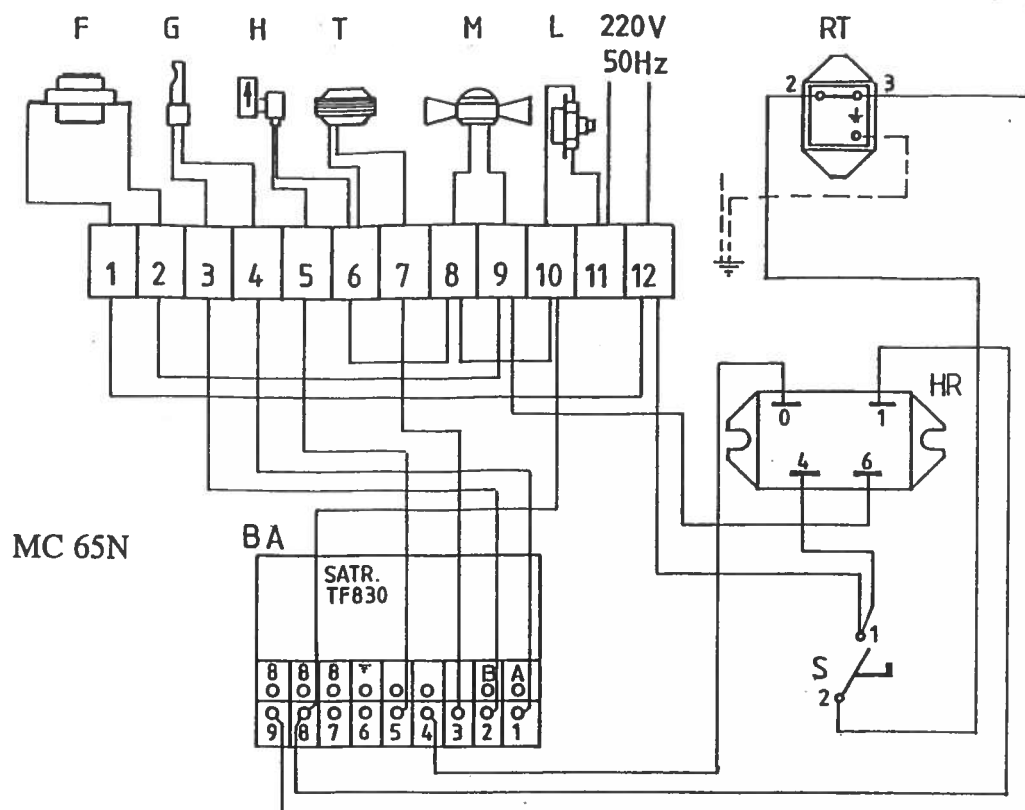 F G H T M L 220V RT
50Hz
2 3
1 2 3 4 5 6 7 8 9 10 11 12
HR
0 1
4 6
MC 65N
BA
SATR.
TF830
1
S
2
8 8 8 B A
9 8 7 6 5 4 3 2 1